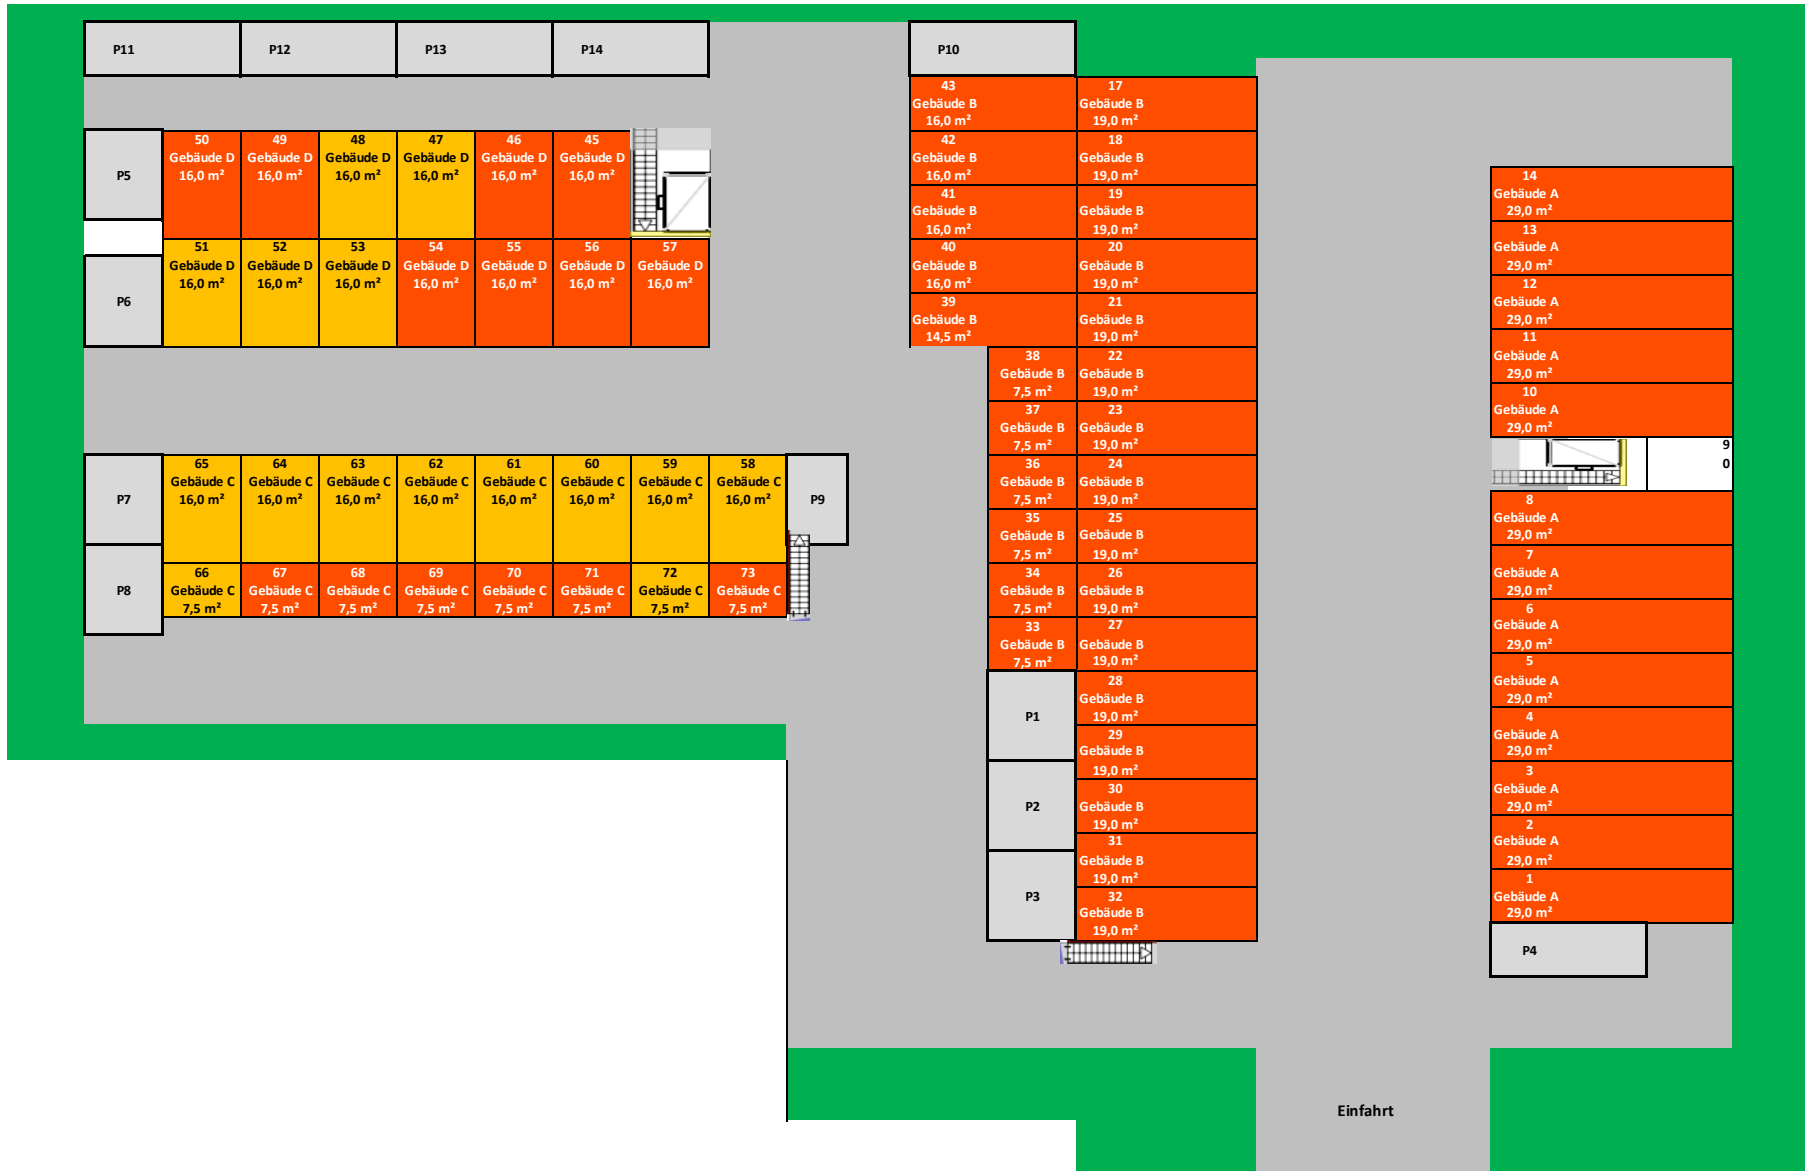 P11
P12
P13
P14
P10
P5
50
Gebäude D
16,0 m²
49
Gebäude D
16,0 m²
48
Gebäude D
16,0 m²
47
Gebäude D
16,0 m²
46
Gebäude D
16,0 m²
45
Gebäude D
16,0 m²
P6
51
Gebäude D
16,0 m²
52
Gebäude D
16,0 m²
53
Gebäude D
16,0 m²
54
Gebäude D
16,0 m²
55
Gebäude D
16,0 m²
56
Gebäude D
16,0 m²
57
Gebäude D
16,0 m²
P7
65
Gebäude C
16,0 m²
64
Gebäude C
16,0 m²
63
Gebäude C
16,0 m²
62
Gebäude C
16,0 m²
61
Gebäude C
16,0 m²
60
Gebäude C
16,0 m²
59
Gebäude C
16,0 m²
58
Gebäude C
16,0 m²
P9
P8
66
Gebäude C
7,5 m²
67
Gebäude C
7,5 m²
68
Gebäude C
7,5 m²
69
Gebäude C
7,5 m²
70
Gebäude C
7,5 m²
71
Gebäude C
7,5 m²
72
Gebäude C
7,5 m²
73
Gebäude C
7,5 m²
43
Gebäude B
16,0 m²
42
Gebäude B
16,0 m²
41
Gebäude B
16,0 m²
40
Gebäude B
16,0 m²
39
Gebäude B
14,5 m²
38
Gebäude B
7,5 m²
37
Gebäude B
7,5 m²
36
Gebäude B
7,5 m²
35
Gebäude B
7,5 m²
34
Gebäude B
7,5 m²
33
Gebäude B
7,5 m²
P1
P2
P3
17
Gebäude B
19,0 m²
18
Gebäude B
19,0 m²
19
Gebäude B
19,0 m²
20
Gebäude B
19,0 m²
21
Gebäude B
19,0 m²
22
Gebäude B
19,0 m²
23
Gebäude B
19,0 m²
24
Gebäude B
19,0 m²
25
Gebäude B
19,0 m²
26
Gebäude B
19,0 m²
27
Gebäude B
19,0 m²
28
Gebäude B
19,0 m²
29
Gebäude B
19,0 m²
30
Gebäude B
19,0 m²
31
Gebäude B
19,0 m²
32
Gebäude B
19,0 m²
14
Gebäude A
29,0 m²
13
Gebäude A
29,0 m²
12
Gebäude A
29,0 m²
11
Gebäude A
29,0 m²
10
Gebäude A
29,0 m²
9
0
8
Gebäude A
29,0 m²
7
Gebäude A
29,0 m²
6
Gebäude A
29,0 m²
5
Gebäude A
29,0 m²
4
Gebäude A
29,0 m²
3
Gebäude A
29,0 m²
2
Gebäude A
29,0 m²
1
Gebäude A
29,0 m²
P4
Einfahrt